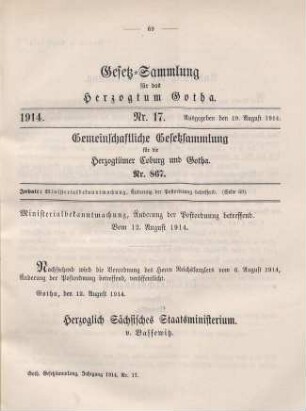 69
Gesetz-Sammlung
für das
Herzogtum Gotha.
1914. Nr. 17. Ausgegeben den 19. August 1914.
Gemeinschaftliche Gesetzsammlung
für die
Herzogtümer Coburg und Gotha.
Nr. 867.
Inhalt: Ministerialbekanntmachung, Änderung der Postordnung betreffend. (Seite 69)
Ministerialbekanntmachung, Änderung der Postordnung betreffend.
Vom 12. August 1914.
Nachstehend wird die Verordnung des Herrn Reichskanzlers vom 6. August 1914,
Änderung der Postordnung betreffend, veröffentlicht.
Gotha, den 12. August 1914.
Herzoglich Sächsisches Staatsministerium.
v. Bassewitz.
Goth. Gesetzsammlung, Jahrgang 1914, Nr. 17.